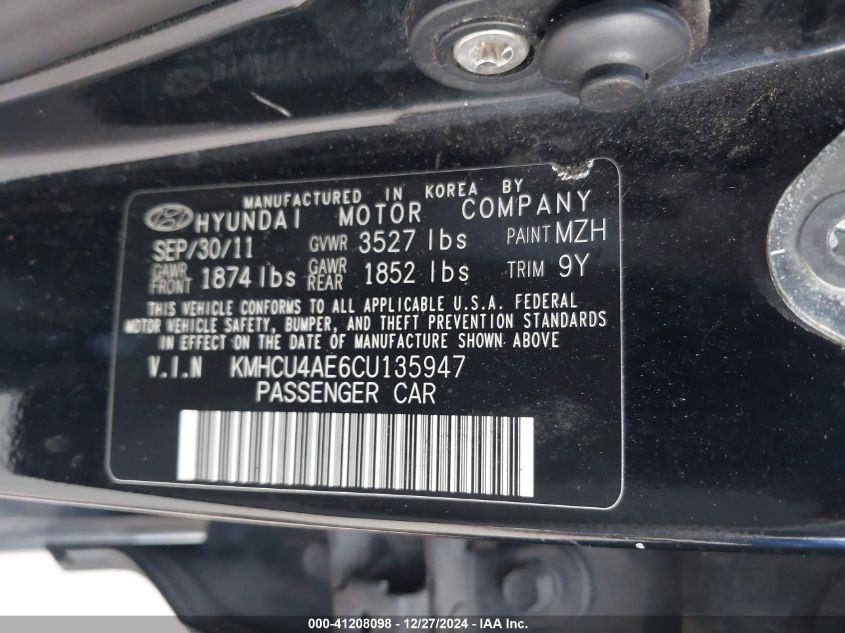 MANUFACTURED IN KOREA BY
HYUNDAI MOTOR COMPANY
SEP/30/11 GVWR 3527 lbs PAINT MZH
GAWR FRONT 1874 lbs GAWR REAR 1852 lbs TRIM 9Y
THIS VEHICLE CONFORMS TO ALL APPLICABLE U.S.A. FEDERAL
MOTOR VEHICLE SAFETY, BUMPER, AND THEFT PREVENTION STANDARDS
IN EFFECT ON THE DATE OF MANUFACTURE SHOWN ABOVE.
V.I.N KMHCU4AE6CU135947
PASSENGER CAR
000-41208098 - 12/27/2024 - US.IAAI.COM